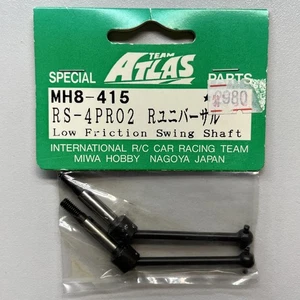 TEAM
ATLAS
SPECIAL PARTS
980
MH8-415
RS-4PRO2 Rユニバーサル
Low Friction Swing Shaft
INTERNATIONAL R/C CAR RACING TEAM
MIWA HOBBY NAGOYA JAPAN